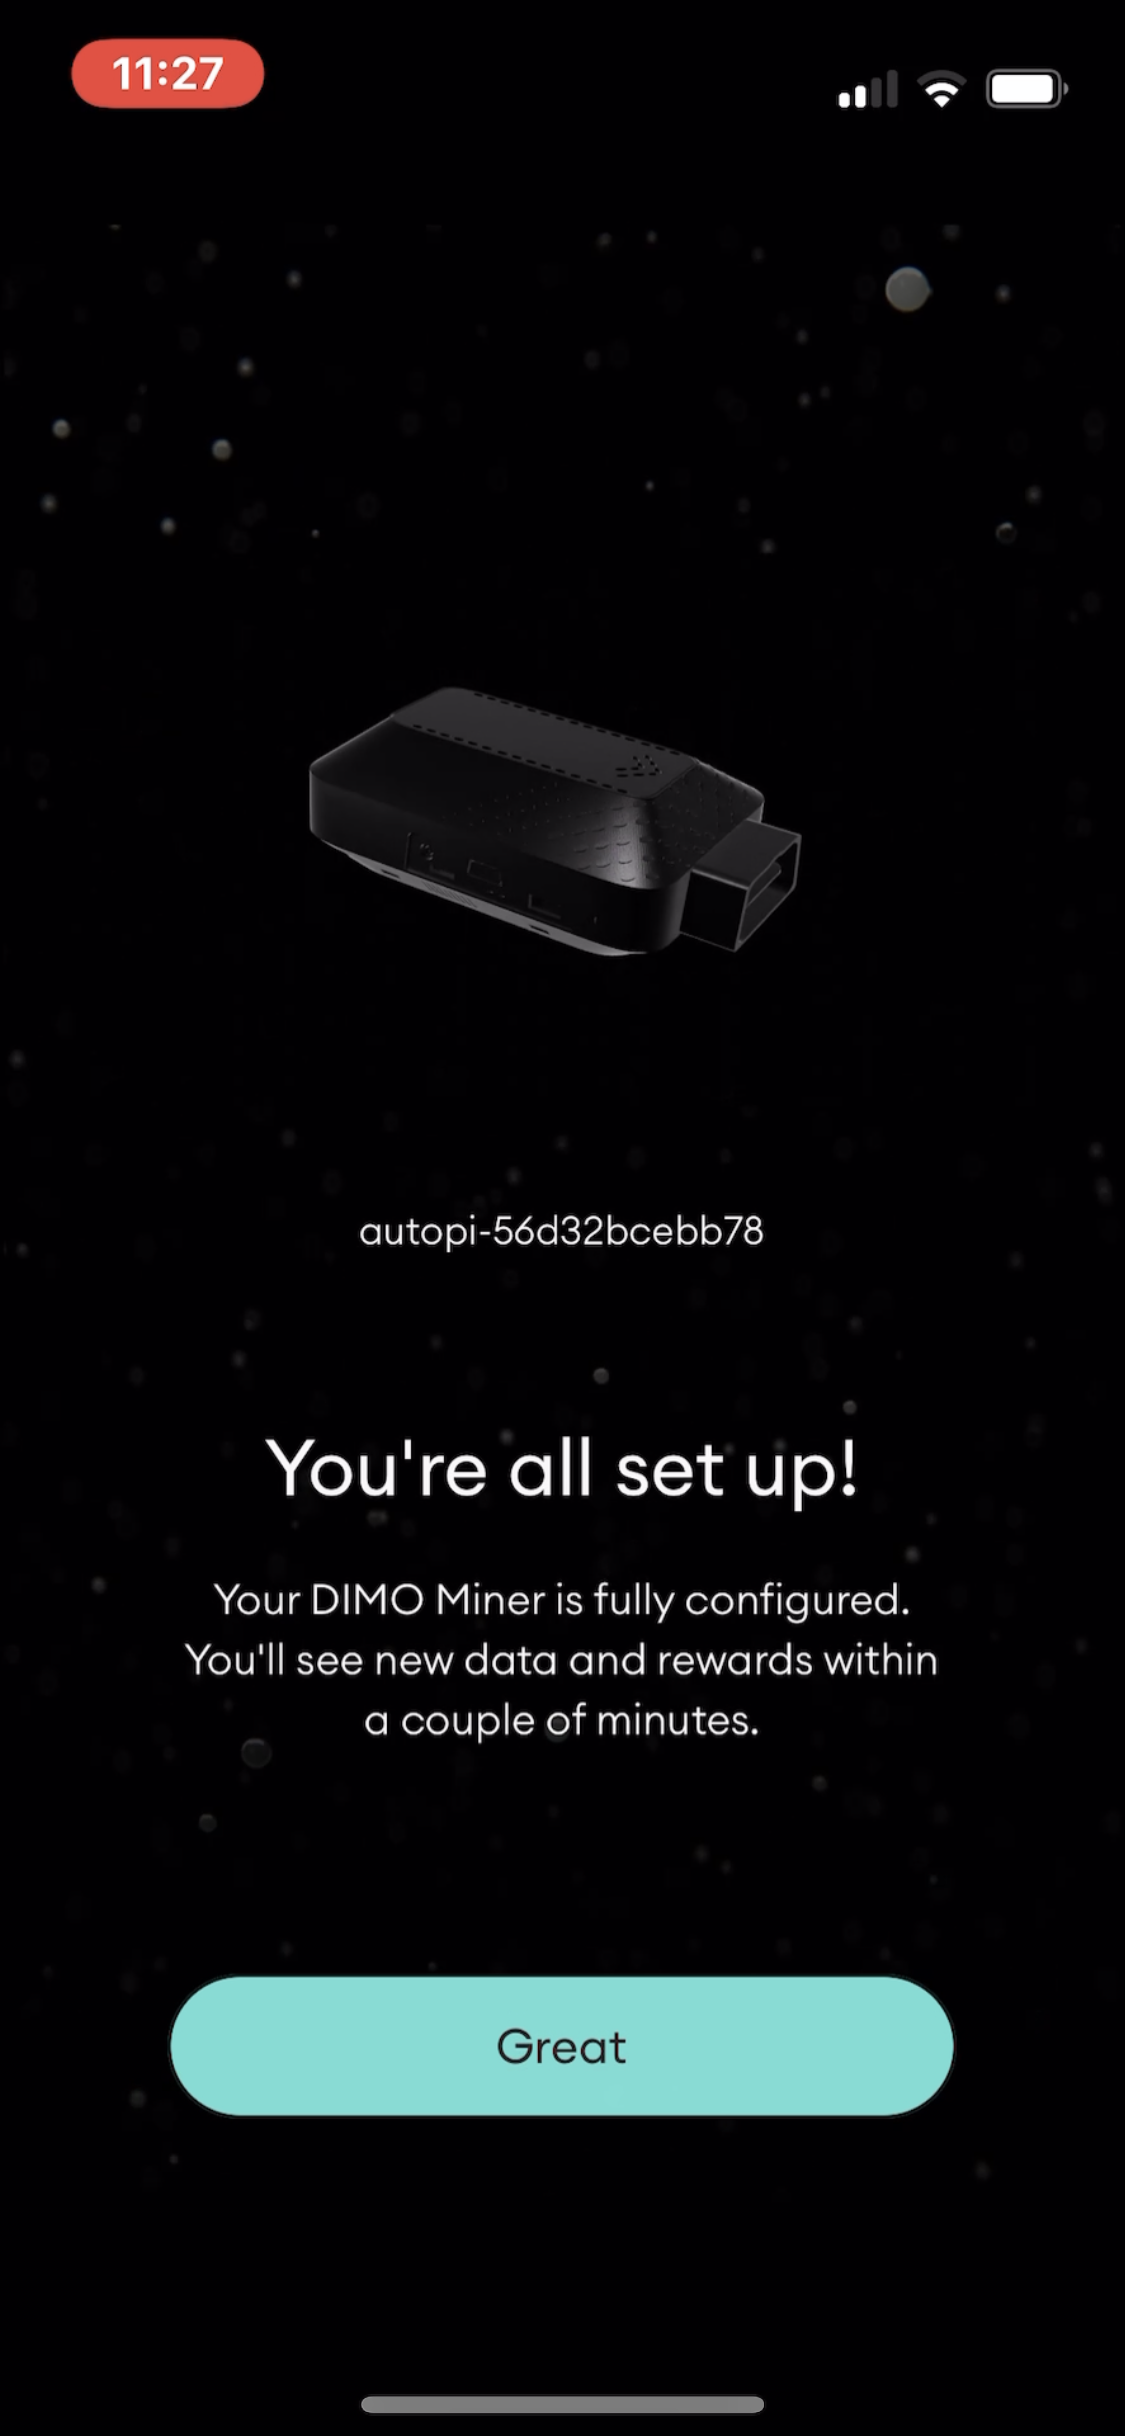 11:27
autopi-56d32bcebb78
You're all set up!
Your DIMO Miner is fully configured.
You'll see new data and rewards within
a couple of minutes.
Great